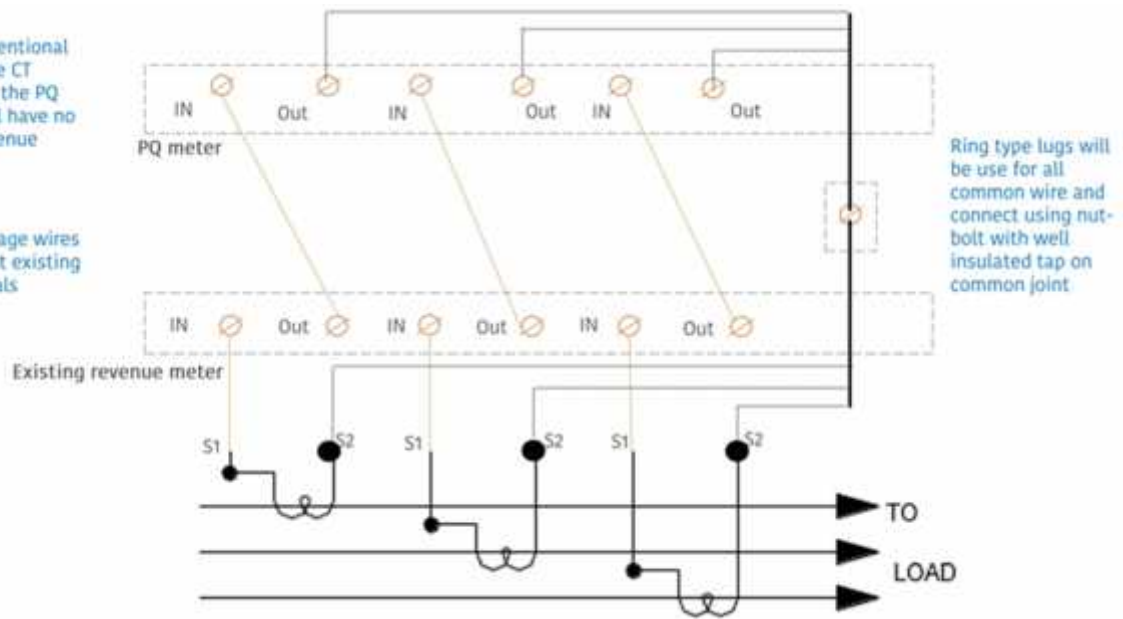 entional
e CT
the PQ
l have no
enue
IN Out IN Out IN Out
PQ meter
Ring type lugs will
be use for all
common wire and
connect using nut-
bolt with well
insulated tap on
common joint
age wires
t existing
als
IN Out IN Out IN Out
Existing revenue meter
S1 S2 S1 S2 S1 S2
TO
LOAD